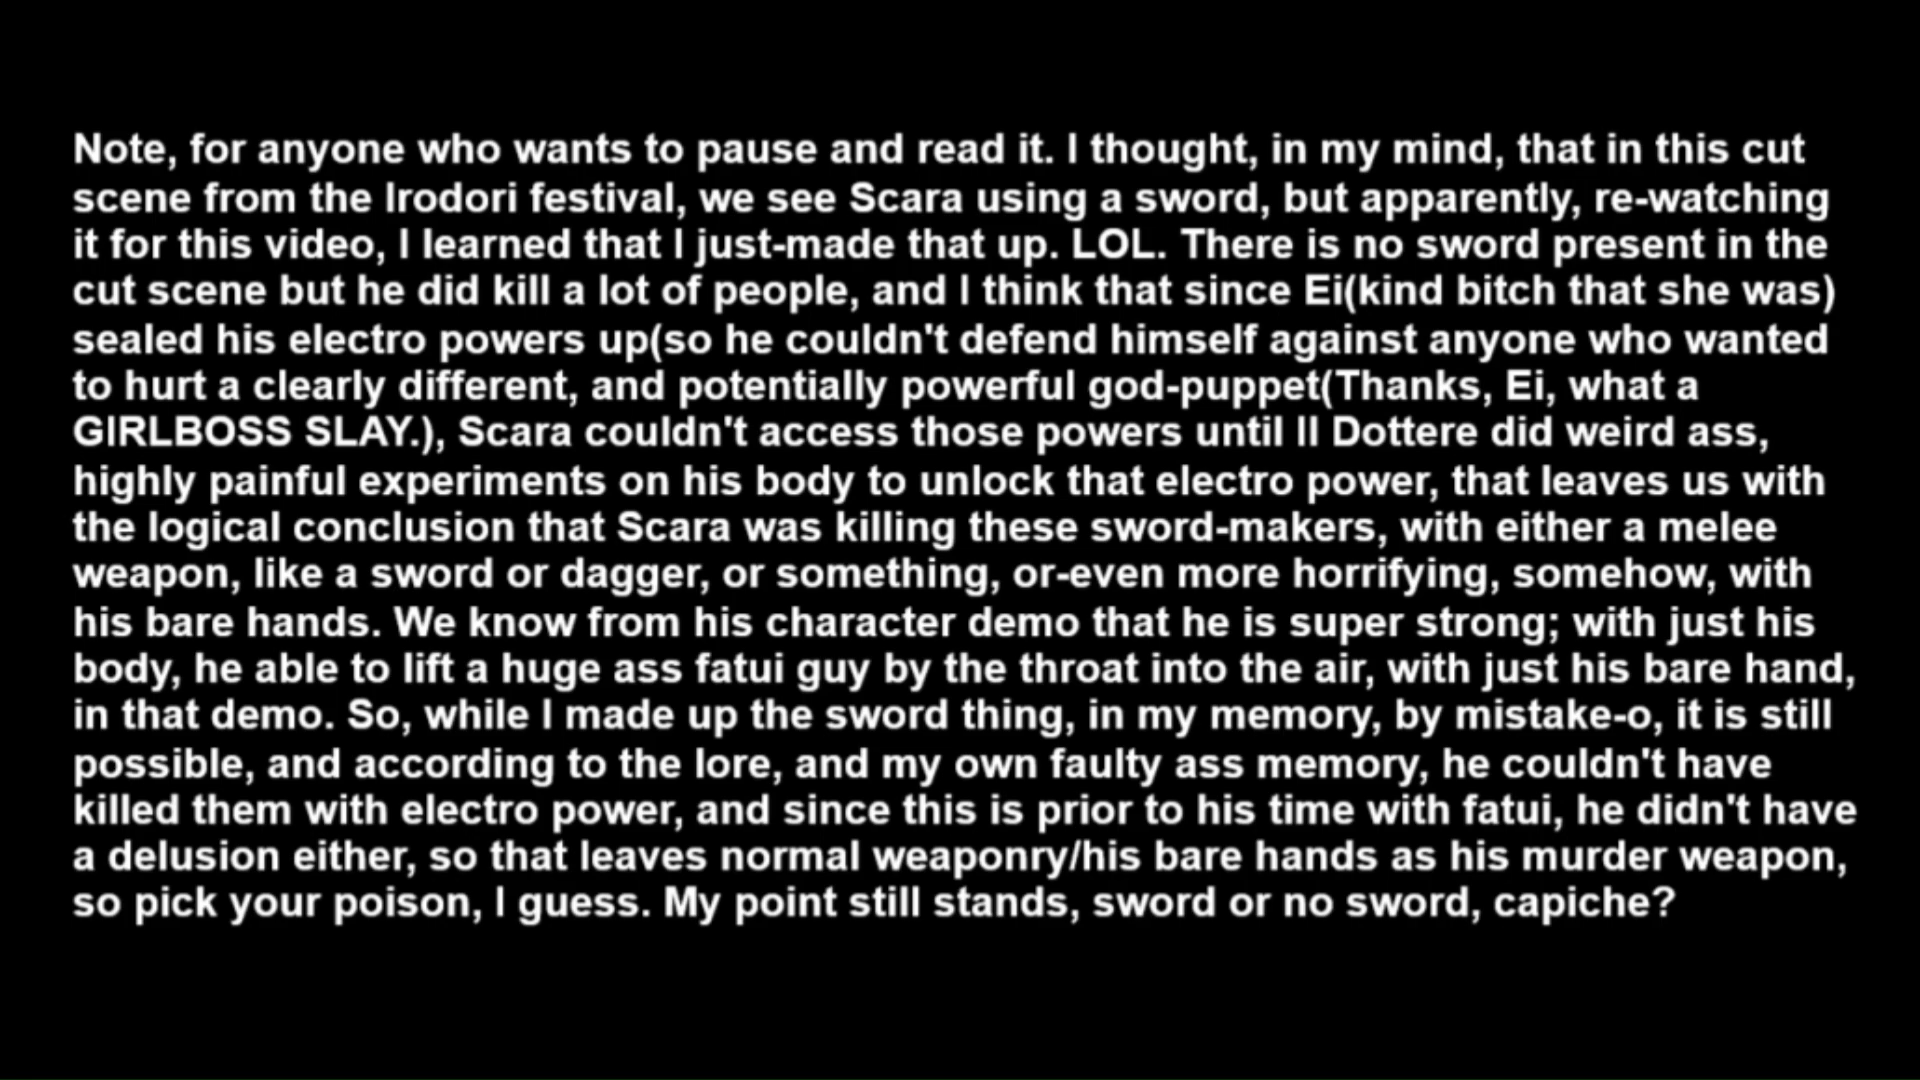 Note, for anyone who wants to pause and read it. I thought, in my mind, that in this cut
scene from the Irodori festival, we see Scara using a sword, but apparently, re-watching
it for this video, I learned that I just-made that up. LOL. There is no sword present in the
cut scene but he did kill a lot of people, and I think that since Ei(kind bitch that she was)
sealed his electro powers up(so he couldn't defend himself against anyone who wanted
to hurt a clearly different, and potentially powerful god-puppet(Thanks, Ei, what a
GIRLBOSS SLAY.), Scara couldn't access those powers until Il Dottere did weird ass,
highly painful experiments on his body to unlock that electro power, that leaves us with
the logical conclusion that Scara was killing these sword-makers, with either a melee
weapon, like a sword or dagger, or something, or-even more horrifying, somehow, with
his bare hands. We know from his character demo that he is super strong; with just his
body, he able to lift a huge ass fatui guy by the throat into the air, with just his bare hand,
in that demo. So, while I made up the sword thing, in my memory, by mistake-o, it is still
possible, and according to the lore, and my own faulty ass memory, he couldn't have
killed them with electro power, and since this is prior to his time with fatui, he didn't have
a delusion either, so that leaves normal weaponry/his bare hands as his murder weapon,
so pick your poison, I guess. My point still stands, sword or no sword, capiche?